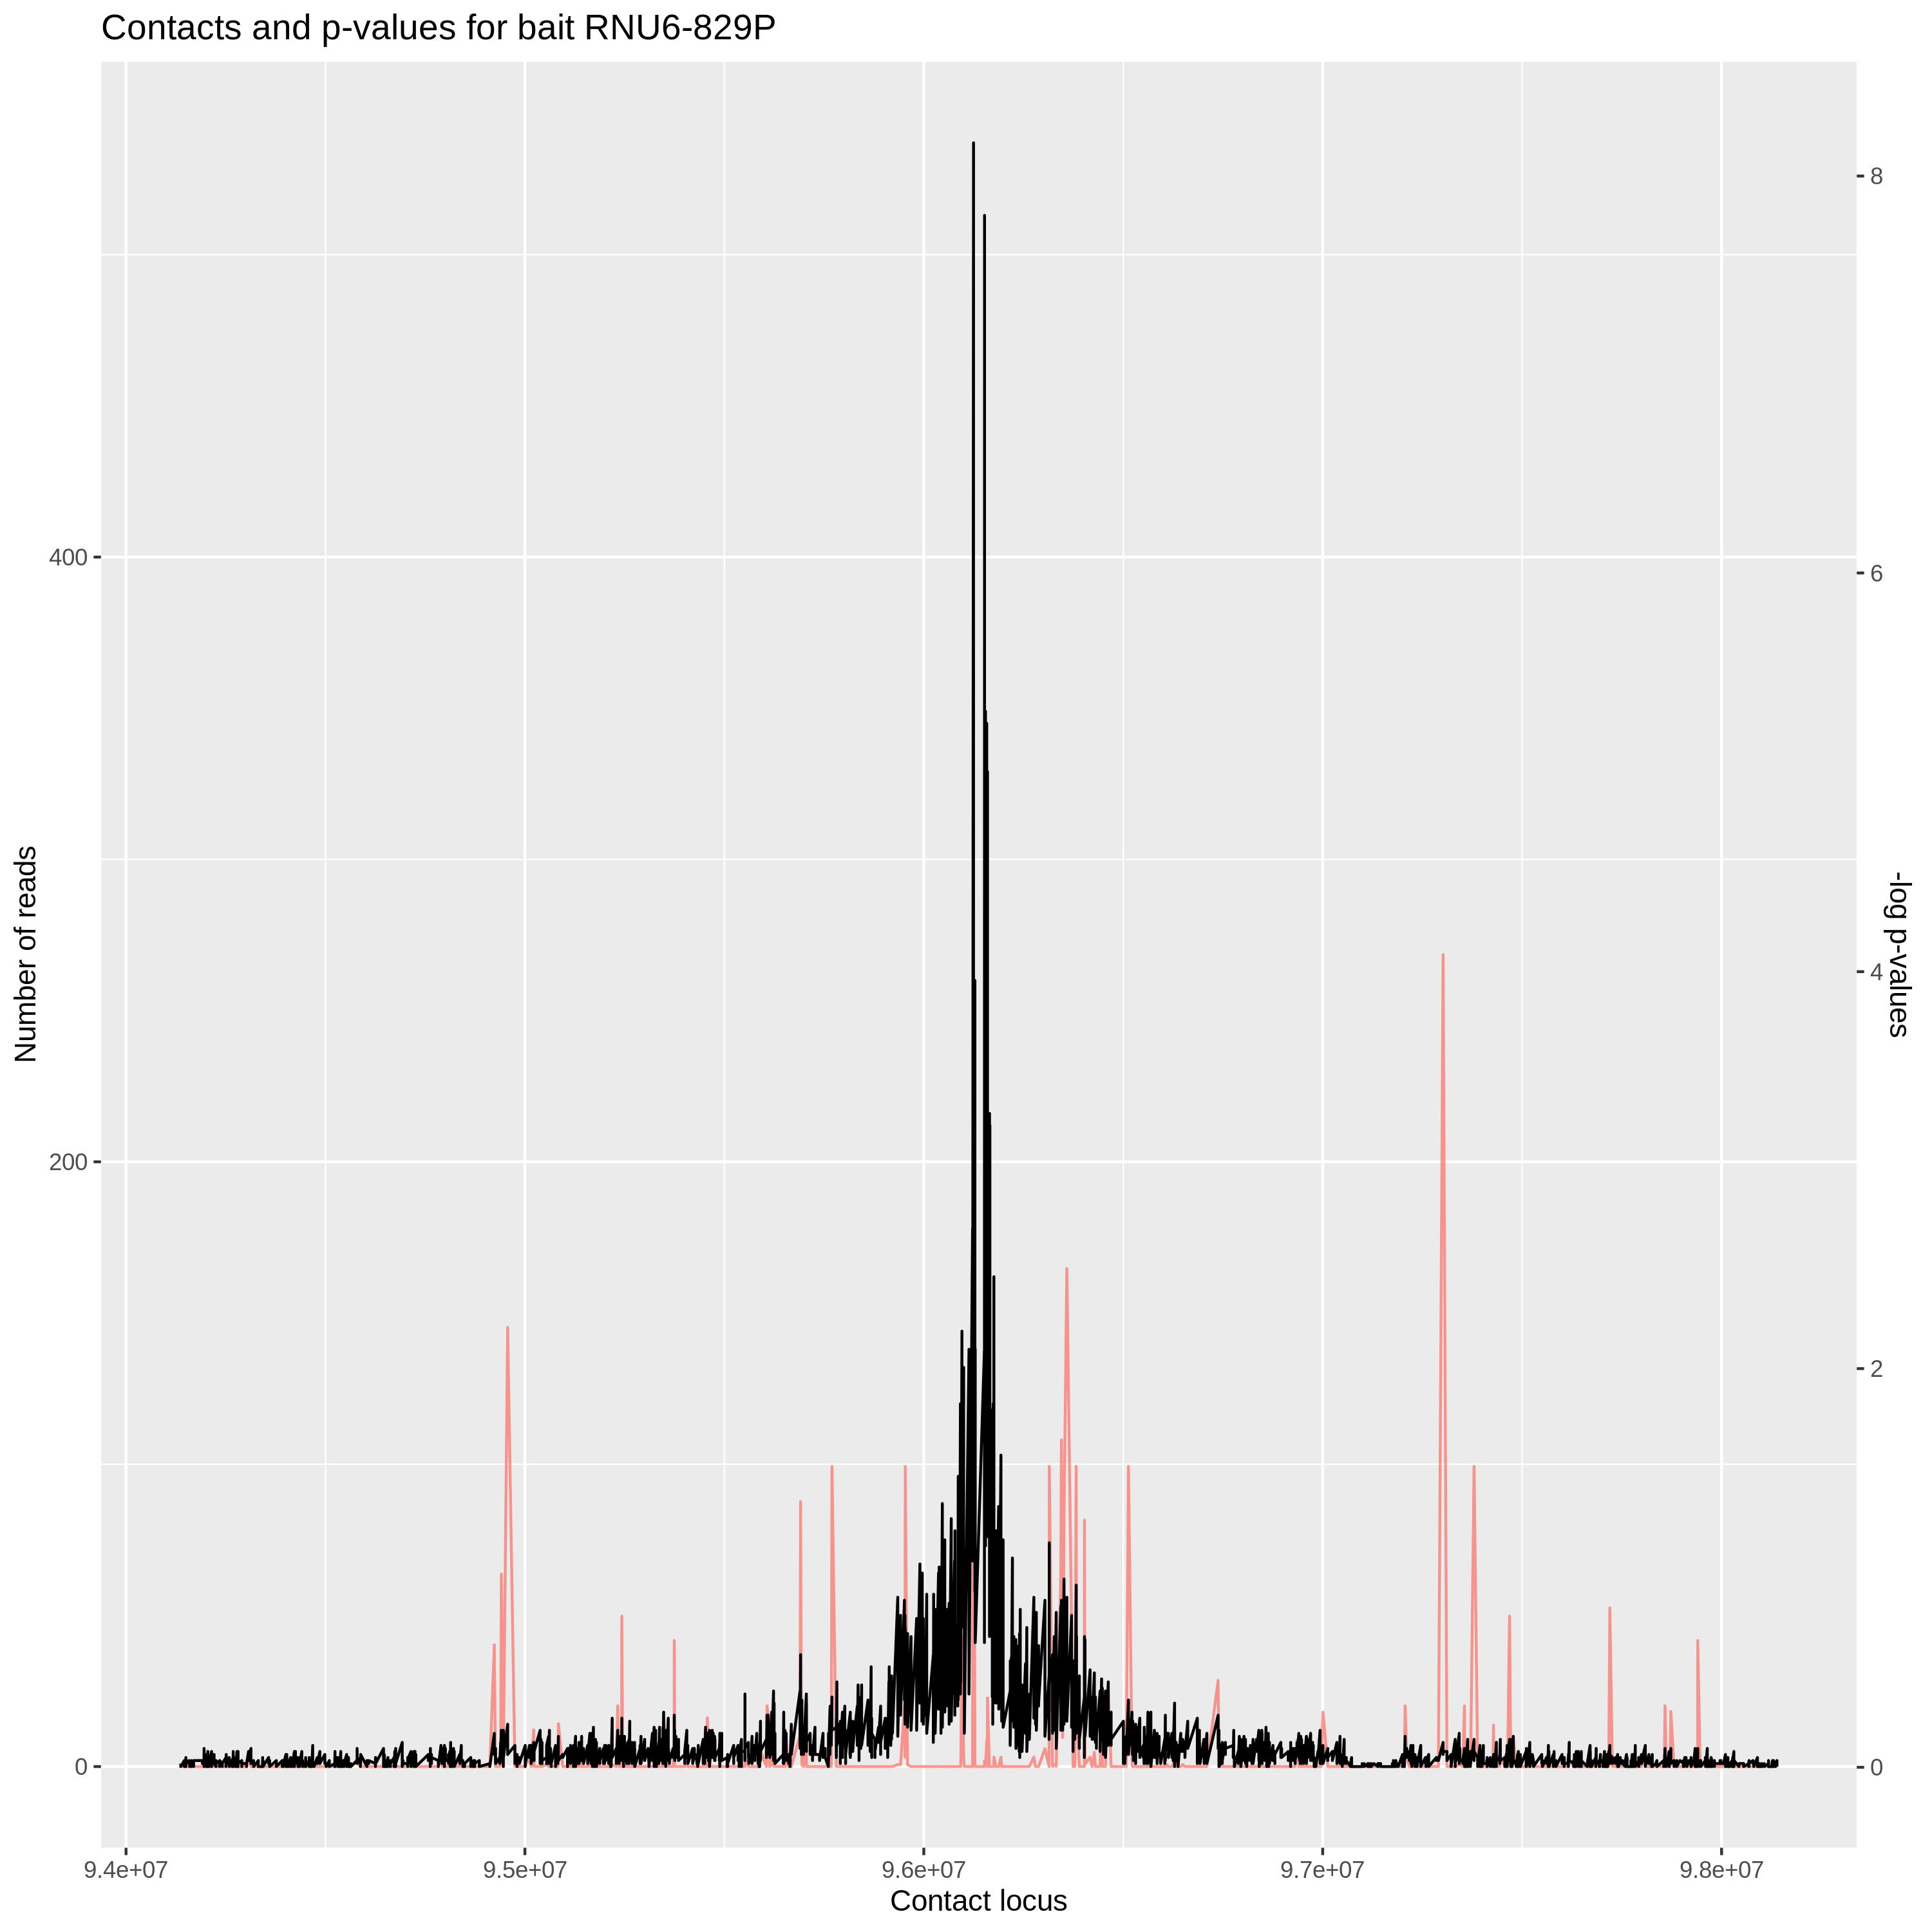 Contacts and p-values for bait RNU6-829P
8
6
4
2
0
400
200
0
Number of reads
-log p-values
9.4e+07
9.5e+07
9.6e+07
9.7e+07
9.8e+07
Contact locus